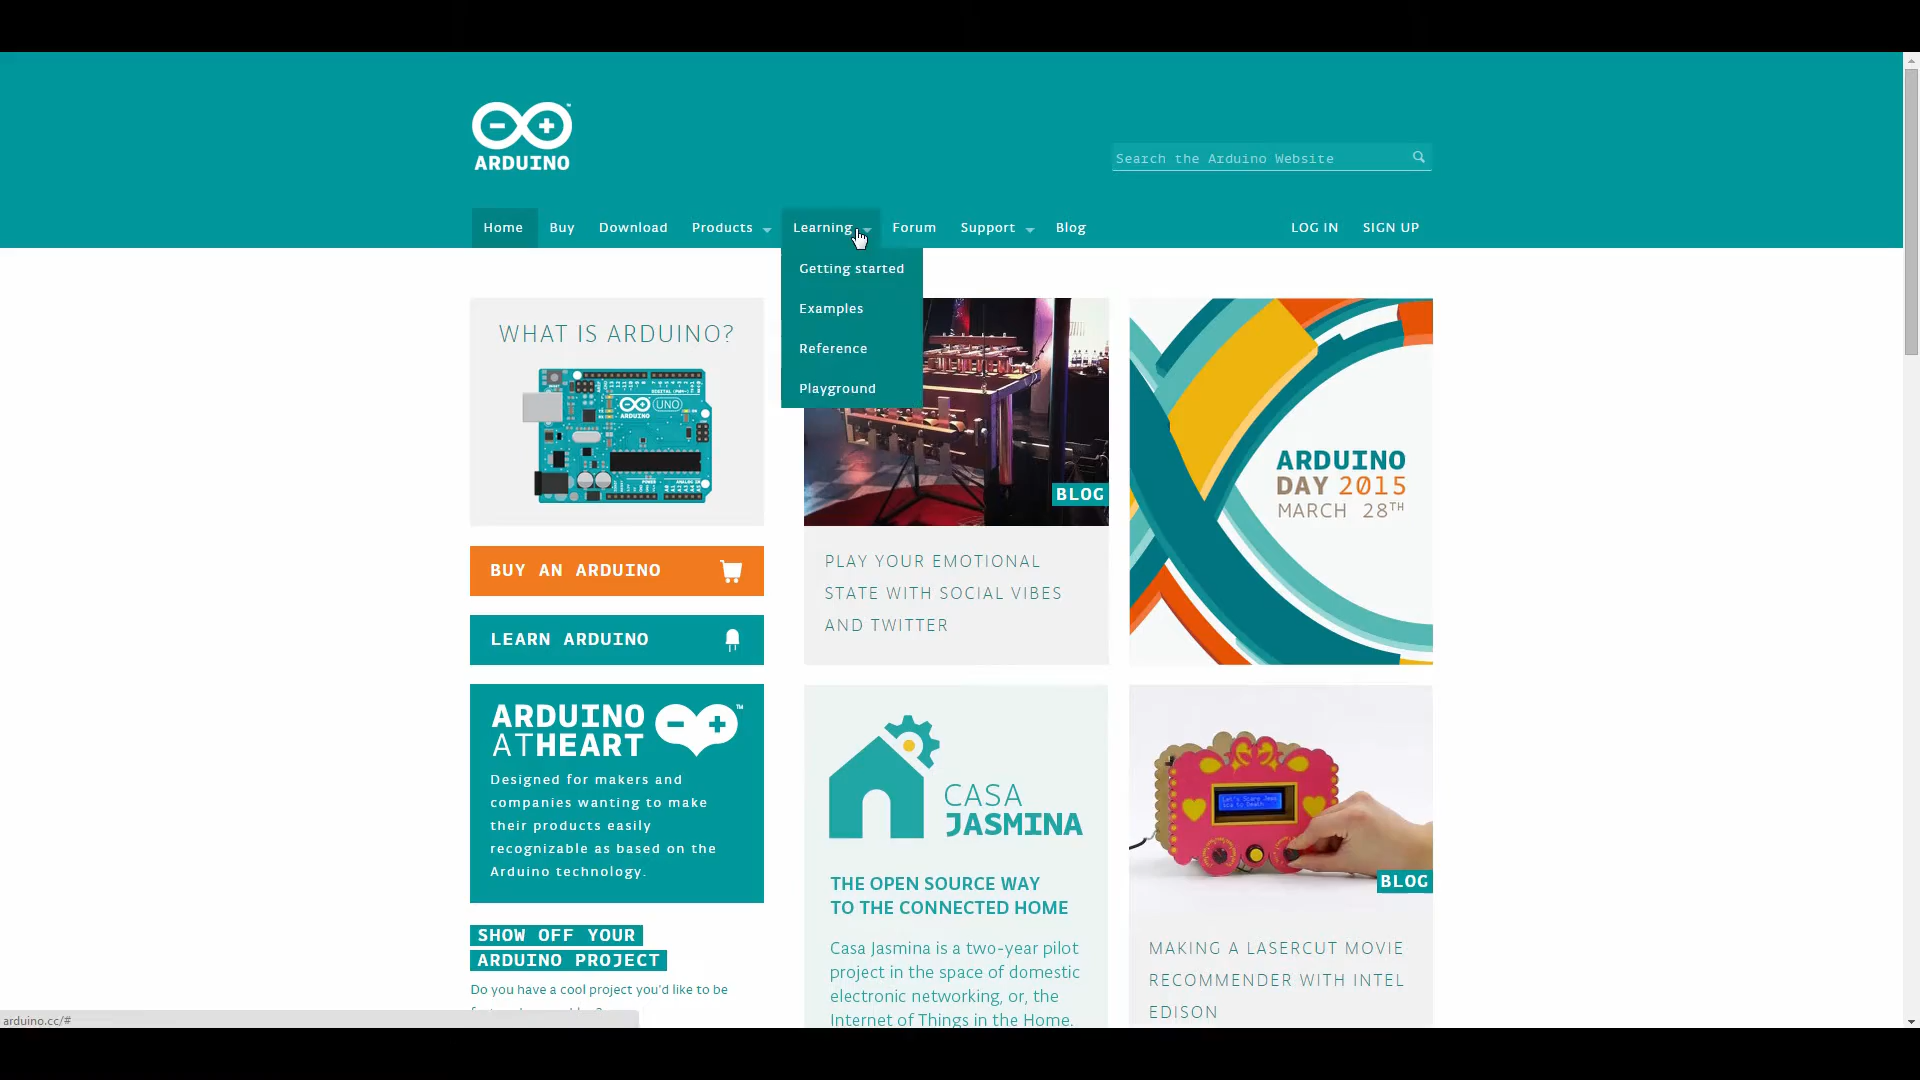 ARDUINO
Search the Arduino Website
Home Buy Download Products Learning Forum Support Blog LOG IN SIGN UP
Getting started
Examples
Reference
Playground
WHAT IS ARDUINO?
ARDUINO
UNO
BUY AN ARDUINO
LEARN ARDUINO
ARDUINO
ATHEART
TM
Designed for makers and
companies wanting to make
their products easily
recognizable as based on the
Arduino technology.
SHOW OFF YOUR
ARDUINO PROJECT
Do you have a cool project you'd like to be
BLOG
PLAY YOUR EMOTIONAL
STATE WITH SOCIAL VIBES
AND TWITTER
CASA
JASMINA
THE OPEN SOURCE WAY
TO THE CONNECTED HOME
Casa Jasmina is a two-year pilot
project in the space of domestic
electronic networking, or, the
Internet of Things in the Home.
ARDUINO
DAY 2015
MARCH 28TH
BLOG
MAKING A LASERCUT MOVIE
RECOMMENDER WITH INTEL
EDISON
arduino.cc/#